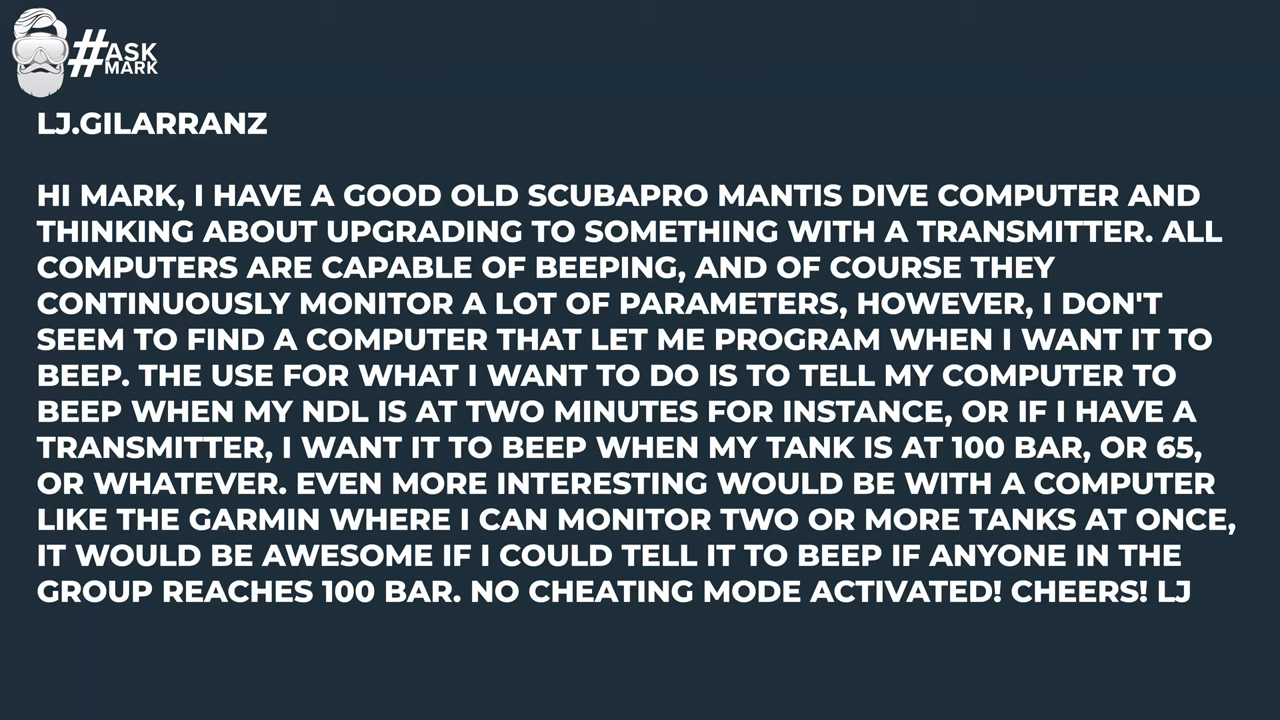 #ASK
MARK
LJ.GILARRANZ
HI MARK, I HAVE A GOOD OLD SCUBAPRO MANTIS DIVE COMPUTER AND
THINKING ABOUT UPGRADING TO SOMETHING WITH A TRANSMITTER. ALL
COMPUTERS ARE CAPABLE OF BEEPING, AND OF COURSE THEY
CONTINUOUSLY MONITOR A LOT OF PARAMETERS, HOWEVER, I DON'T
SEEM TO FIND A COMPUTER THAT LET ME PROGRAM WHEN I WANT IT TO
BEEP. THE USE FOR WHAT I WANT TO DO IS TO TELL MY COMPUTER TO
BEEP WHEN MY NDL IS AT TWO MINUTES FOR INSTANCE, OR IF I HAVE A
TRANSMITTER, I WANT IT TO BEEP WHEN MY TANK IS AT 100 BAR, OR 65,
OR WHATEVER. EVEN MORE INTERESTING WOULD BE WITH A COMPUTER
LIKE THE GARMIN WHERE I CAN MONITOR TWO OR MORE TANKS AT ONCE,
IT WOULD BE AWESOME IF I COULD TELL IT TO BEEP IF ANYONE IN THE
GROUP REACHES 100 BAR. NO CHEATING MODE ACTIVATED! CHEERS! LJ